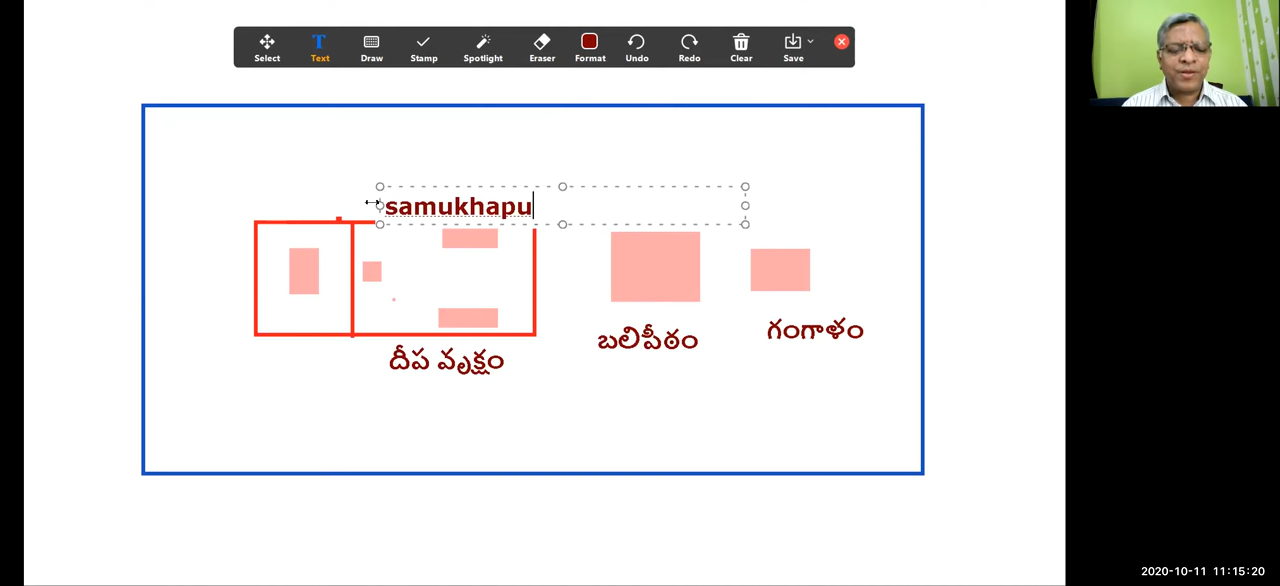 Select Text Draw Stamp Spotlight Eraser Format Undo Redo Clear Save
samukhapu
దీప వృక్షం
బలిపీఠం
గంగాళం
2020-10-11 11:15:20